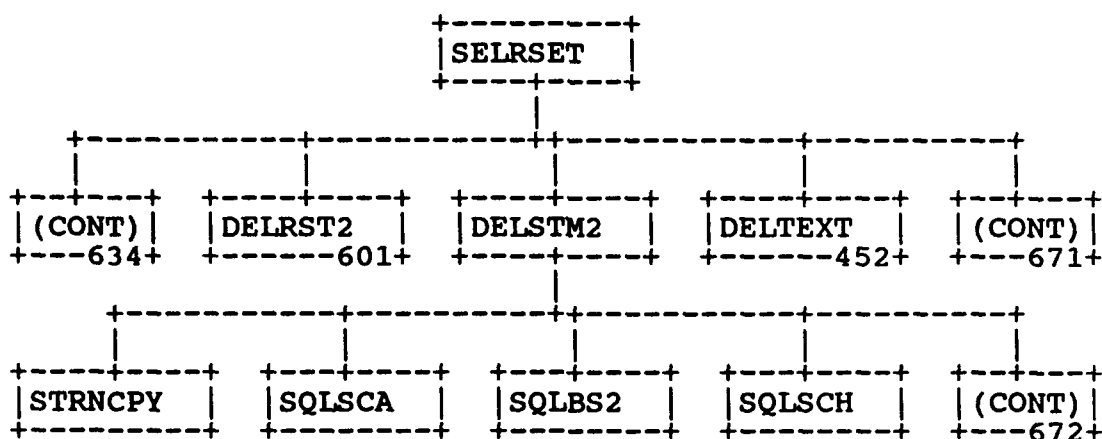 SELRSET
(CONT) DELRST2 DELSTM2 DELTEXT (CONT)
634 601 452 671
STRNCPY SQLSCA SQLBS2 SQLSCH (CONT)
672